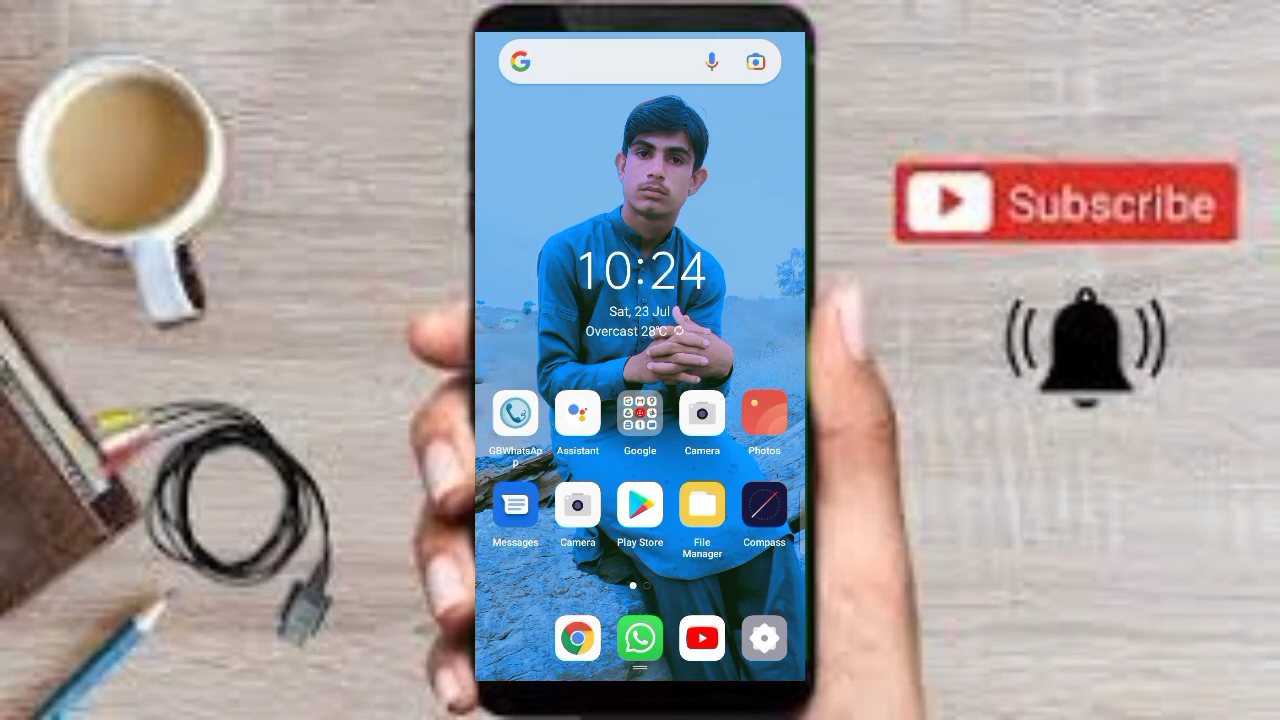 10:24
Sat, 23 Jul
Overcast 28°C
GBWhatsAp
p
Assistant
Google
Camera
Photos
Messages
Camera
Play Store
File
Manager
Compass
Subscribe